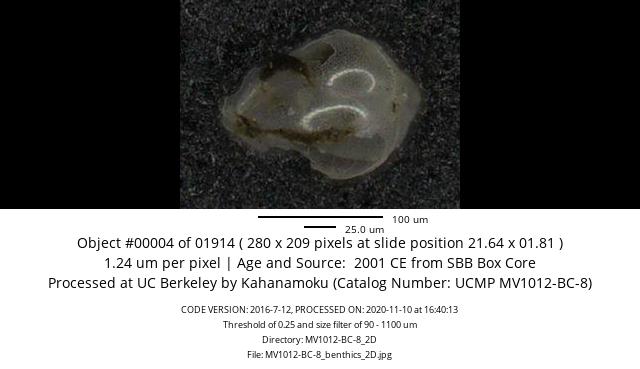 100 um
25.0 um
Object #00004 of 01914 ( 280 x 209 pixels at slide position 21.64 x 01.81 )
1.24 um per pixel | Age and Source:  2001 CE from SBB Box Core
Processed at UC Berkeley by Kahanamoku (Catalog Number: UCMP MV1012-BC-8)
CODE VERSION: 2016-7-12, PROCESSED ON: 2020-11-10 at 16:40:13
Threshold of 0.25 and size filter of 90 - 1100 um
Directory: MV1012-BC-8_2D
File: MV1012-BC-8_benthics_2D.jpg